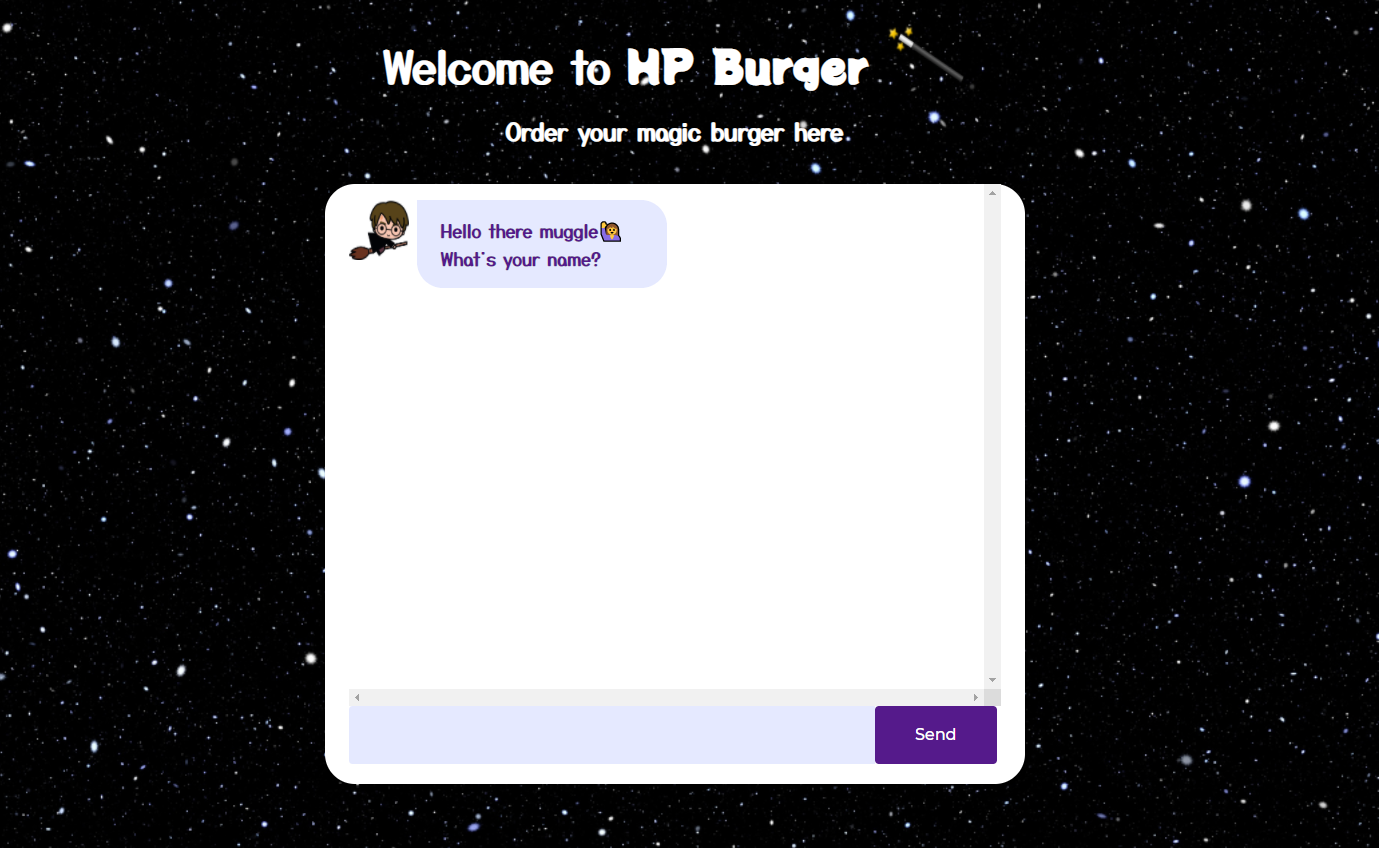 Welcome to HP Burger
Order your magic burger here
Hello there muggle🙋
What's your name?
Send